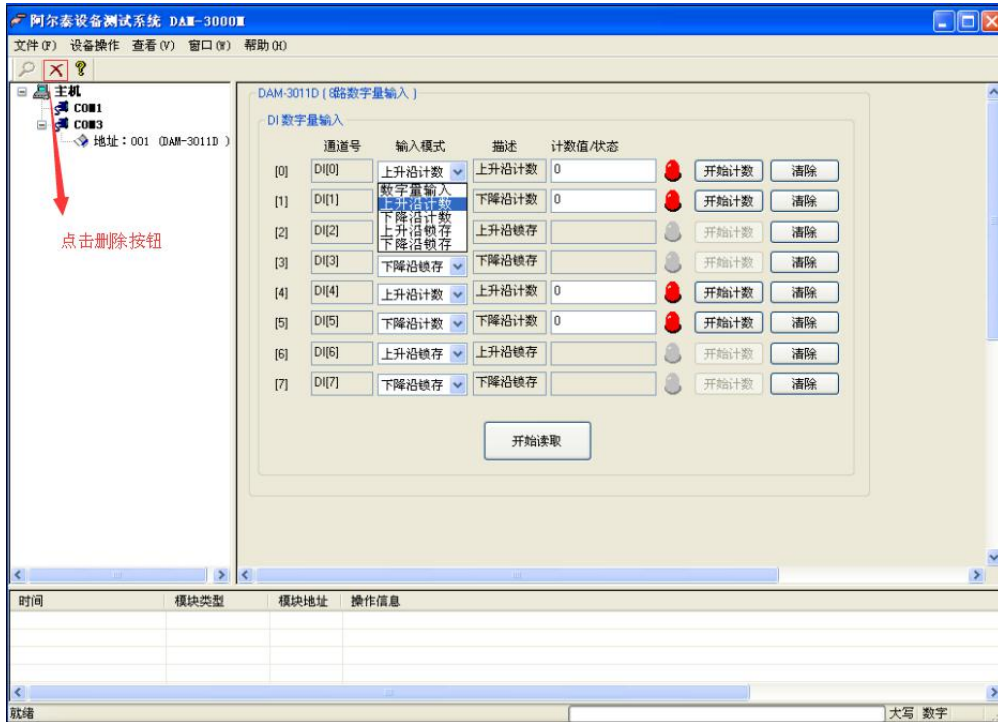 阿尔泰设备测试系统 DAM-3000M
文件(F) 设备操作 查看(V) 窗口(W) 帮助(H)
主机
COM1
COM3
地址：001 (DAM-3011D )
点击删除按钮
DAM-3011D ( 8路数字量输入 )
DI 数字量输入
通道号 输入模式 描述 计数值/状态
[0] DI[0] 上升沿计数 上升沿计数 0 开始计数 清除
数字量输入
上升沿计数
下降沿计数
上升沿锁存
下降沿锁存
[1] DI[1] 下降沿计数 0 开始计数 清除
[2] DI[2] 上升沿锁存 开始计数 清除
[3] DI[3] 下降沿锁存 下降沿锁存 开始计数 清除
[4] DI[4] 上升沿计数 上升沿计数 0 开始计数 清除
[5] DI[5] 下降沿计数 下降沿计数 0 开始计数 清除
[6] DI[6] 上升沿锁存 上升沿锁存 开始计数 清除
[7] DI[7] 下降沿锁存 下降沿锁存 开始计数 清除
开始读取
时间 模块类型 模块地址 操作信息
就绪 大写 数字